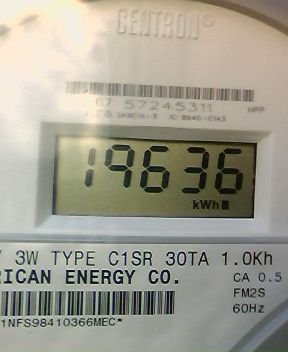 CENTRON®
07 57245311
19636
kWh
3W TYPE C1SR 30TA 1.0Kh
RICAN ENERGY CO.
CA 0.5
FM2S
60Hz
1NFS98410366MEC*